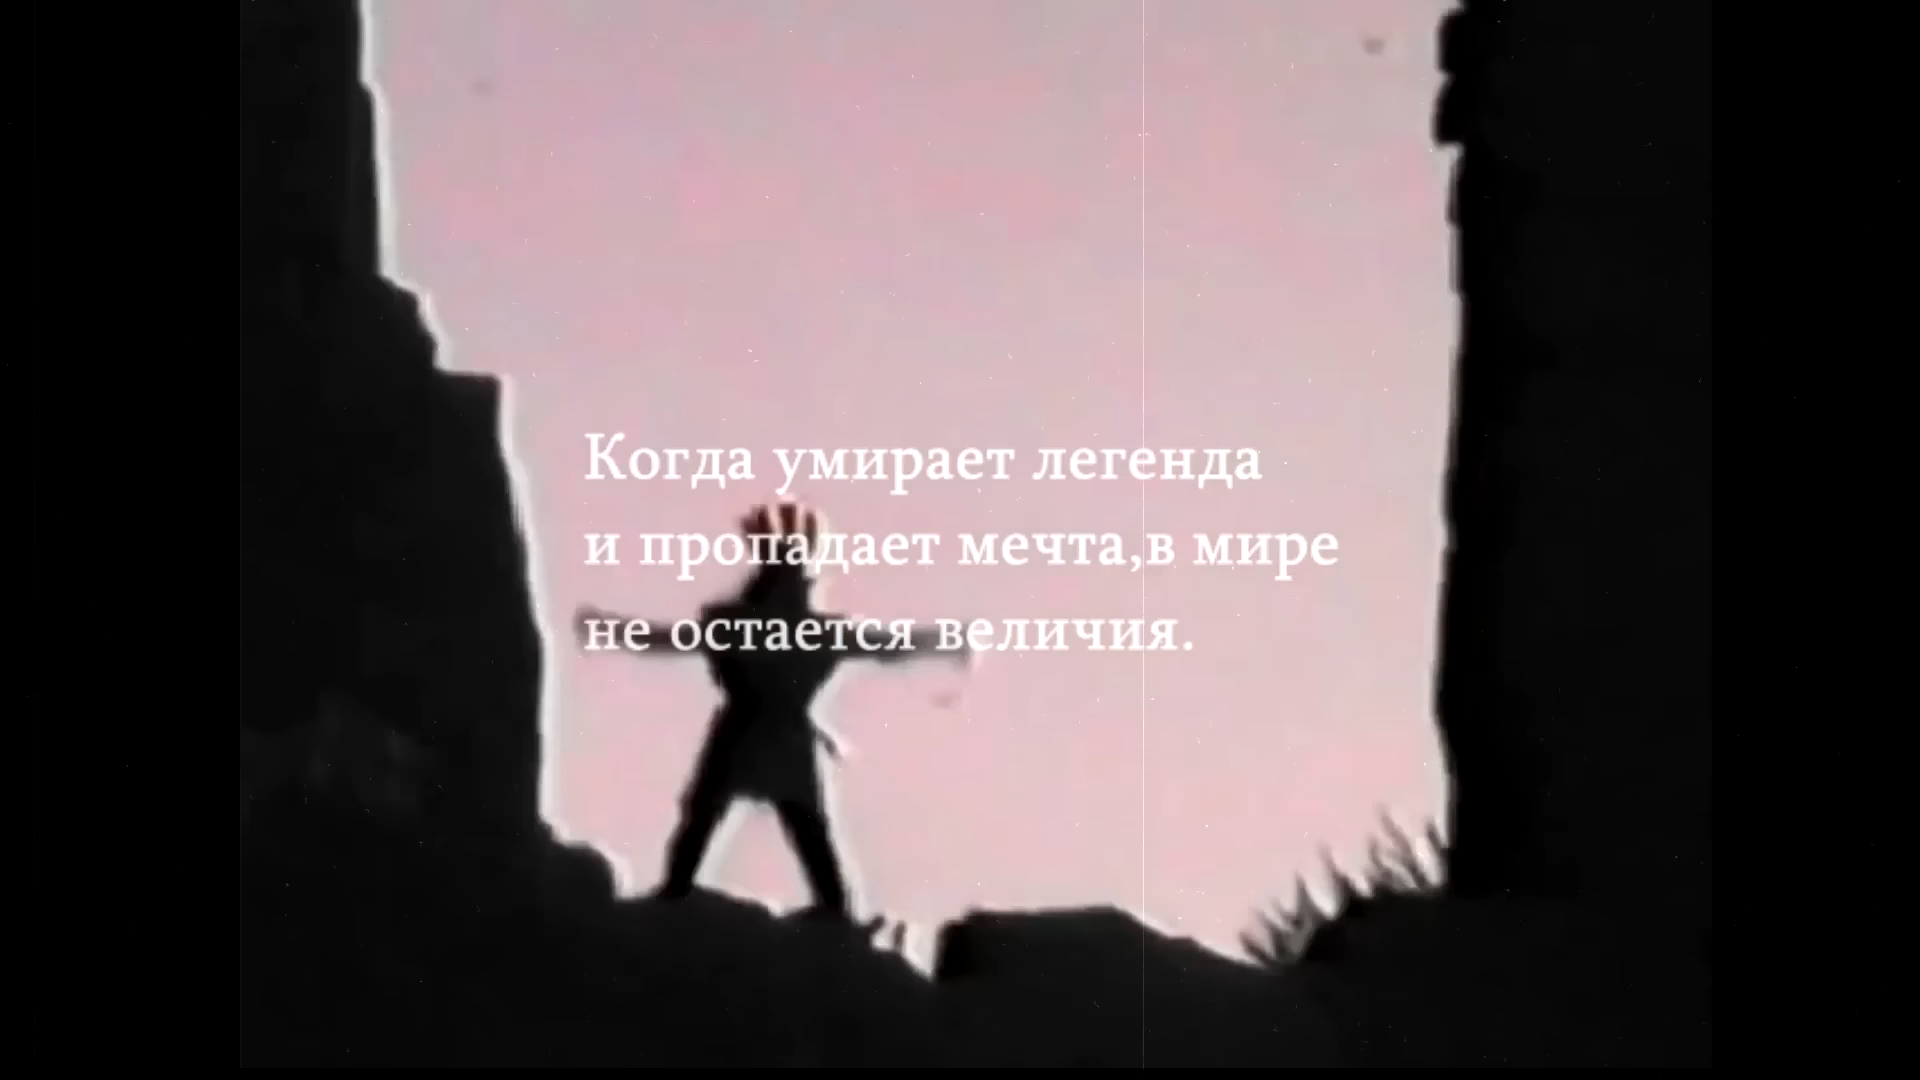 Когда умирает легенда
и пропадает мечта,в мире
не остается величия.